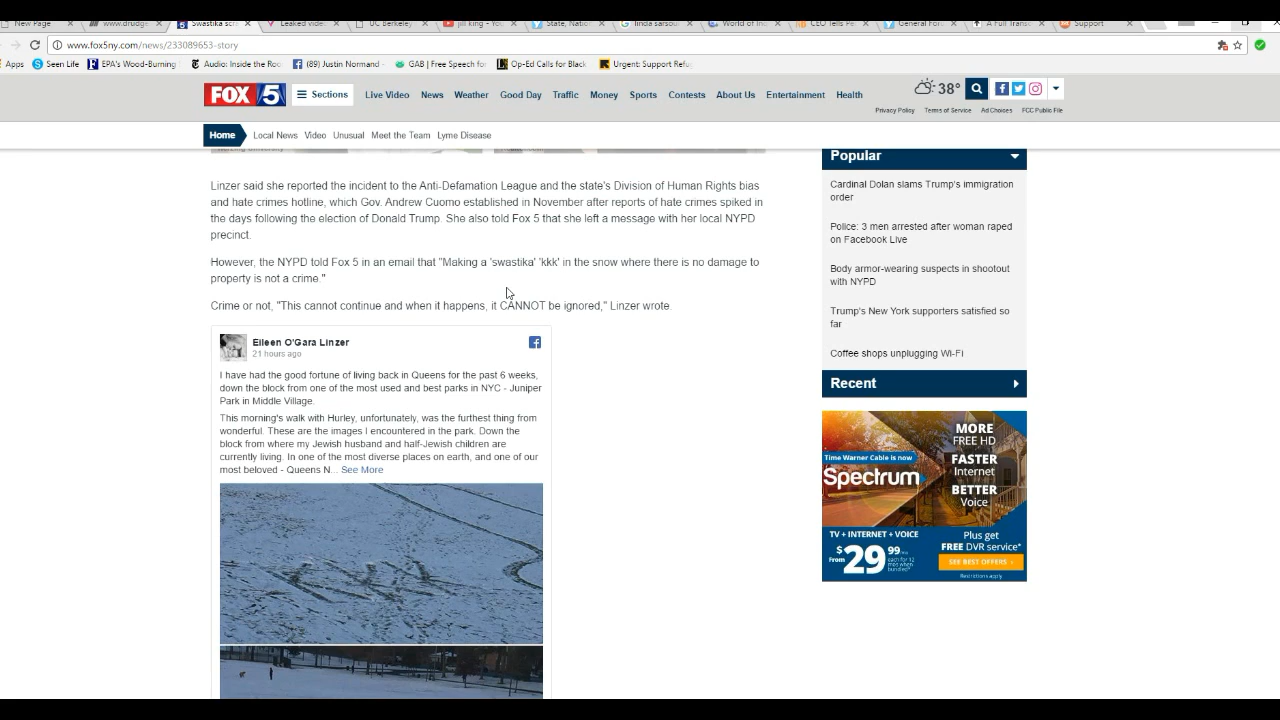 New Page
www.drudg
Swastika scr
Leaked vide
UC Berkeley
jill king - You
State, Nation
linda sarsou
World of Ind
CEO Tells Pe
General For
A Full Trans
Support
www.fox5ny.com/news/233089653-story
Apps Seen Life EPA's Wood-Burning Audio: Inside the Roo (89) Justin Normand - GAB | Free Speech fo Op-Ed Calls for Black Urgent: Support Refu
FOX 5 Sections Live Video News Weather Good Day Traffic Money Sports Contests About Us Entertainment Health
38°
Privacy Policy Terms of Service Ad Choices FCC Public File
Home Local News Video Unusual Meet the Team Lyme Disease
Linzer said she reported the incident to the Anti-Defamation League and the state's Division of Human Rights bias
and hate crimes hotline, which Gov. Andrew Cuomo established in November after reports of hate crimes spiked in
the days following the election of Donald Trump. She also told Fox 5 that she left a message with her local NYPD
precinct.
However, the NYPD told Fox 5 in an email that "Making a 'swastika' 'kkk' in the snow where there is no damage to
property is not a crime."
Crime or not, "This cannot continue and when it happens, it CANNOT be ignored," Linzer wrote.
Eileen O'Gara Linzer
21 hours ago
I have had the good fortune of living back in Queens for the past 6 weeks,
down the block from one of the most used and best parks in NYC - Juniper
Park in Middle Village.
This morning's walk with Hurley, unfortunately, was the furthest thing from
wonderful. These are the images I encountered in the park. Down the
block from where my Jewish husband and half-Jewish children are
currently living. In one of the most diverse places on earth, and one of our
most beloved - Queens N... See More
Popular
Cardinal Dolan slams Trump's immigration
order
Police: 3 men arrested after woman raped
on Facebook Live
Body armor-wearing suspects in shootout
with NYPD
Trump's New York supporters satisfied so
far
Coffee shops unplugging Wi-Fi
Recent
MORE
FREE HD
FASTER
Internet
BETTER
Voice
Time Warner Cable is now
Spectrum
TV + INTERNET + VOICE
From $29 99
each for 12
mos when
bundled
Plus get
FREE DVR service*
SEE BEST OFFERS
Restrictions apply